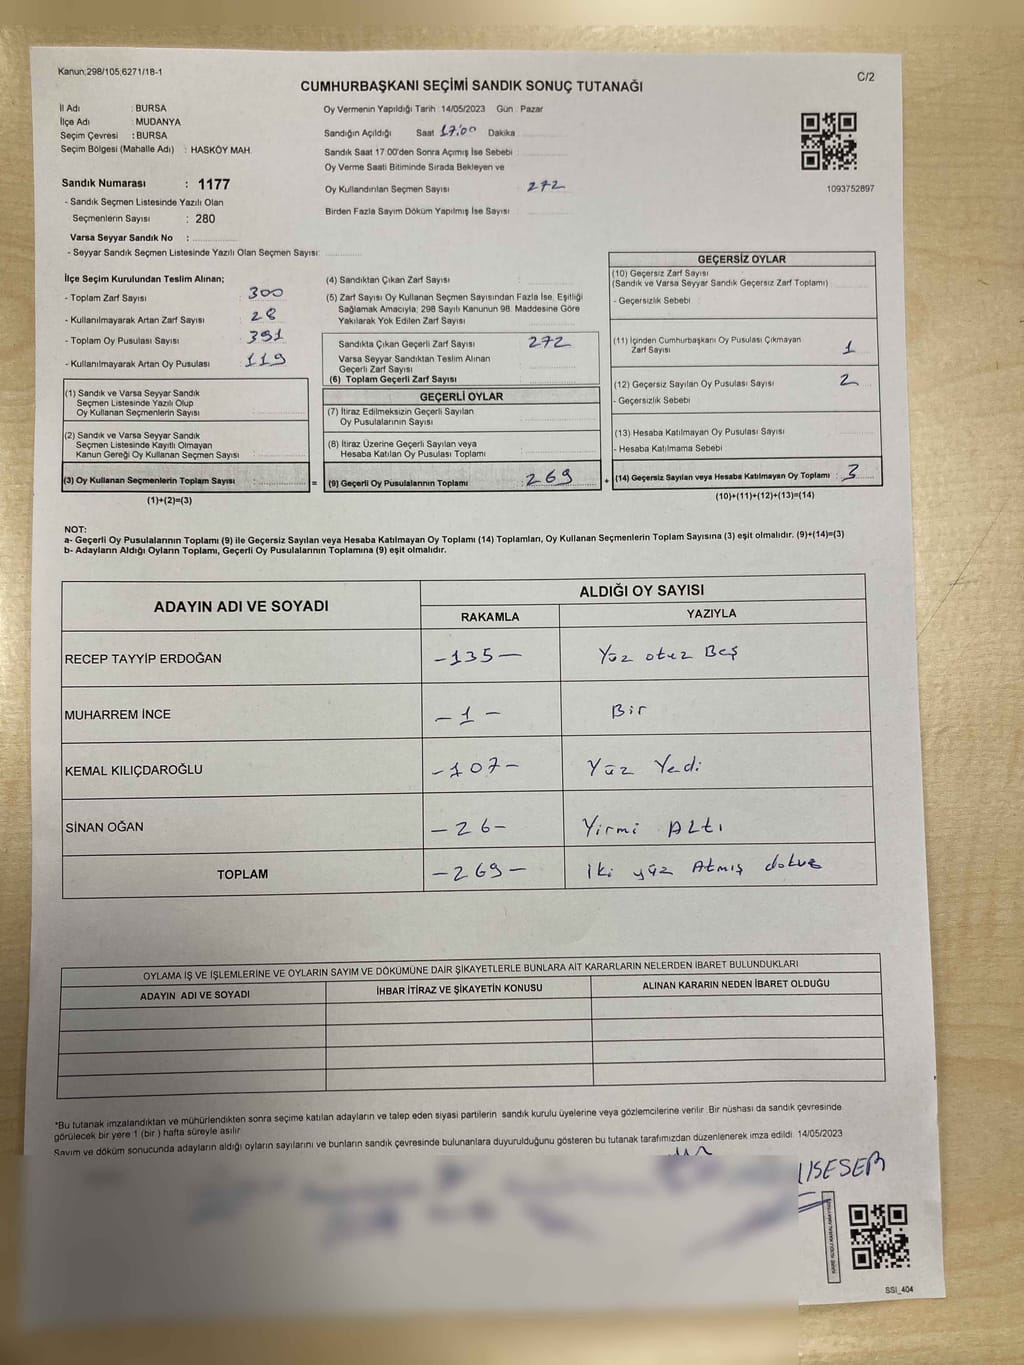 Kanun;298/105,6271/18-1
C/2
CUMHURBAŞKANI SEÇİMİ SANDIK SONUÇ TUTANAĞI
İl Adı : BURSA
İlçe Adı : MUDANYA
Seçim Çevresi : BURSA
Seçim Bölgesi (Mahalle Adı) : HASKÖY MAH.
Oy Vermenin Yapıldığı Tarih :14/05/2023 Gün : Pazar
Sandığın Açıldığı Saat 17:00 Dakika
Sandık Saat 17:00'den Sonra Açımış İse Sebebi :
Oy Verme Saati Bitiminde Sırada Bekleyen ve
Oy Kullandırılan Seçmen Sayısı : 272
Birden Fazla Sayım Döküm Yapılmış İse Sayısı :
1093752897
Sandık Numarası : 1177
- Sandık Seçmen Listesinde Yazılı Olan
Seçmenlerin Sayısı : 280
Varsa Seyyar Sandık No :
- Seyyar Sandık Seçmen Listesinde Yazılı Olan Seçmen Sayısı:
İlçe Seçim Kurulundan Teslim Alınan;
- Toplam Zarf Sayısı : 300
- Kullanılmayarak Artan Zarf Sayısı : 28
- Toplam Oy Pusulası Sayısı : 391
- Kullanılmayarak Artan Oy Pusulası : 119
(1) Sandık ve Varsa Seyyar Sandık
Seçmen Listesinde Yazılı Olup
Oy Kullanan Seçmenlerin Sayısı :
(2) Sandık ve Varsa Seyyar Sandık
Seçmen Listesinde Kayıtlı Olmayan
Kanun Gereği Oy Kullanan Seçmen Sayısı :
(3) Oy Kullanan Seçmenlerin Toplam Sayısı :
(1)+(2)=(3)
(4) Sandıktan Çıkan Zarf Sayısı :
(5) Zarf Sayısı Oy Kullanan Seçmen Sayısından Fazla İse, Eşitliği
Sağlamak Amacıyla; 298 Sayılı Kanunun 98. Maddesine Göre
Yakılarak Yok Edilen Zarf Sayısı :
Sandıkta Çıkan Geçerli Zarf Sayısı : 272
Varsa Seyyar Sandıktan Teslim Alınan
Geçerli Zarf Sayısı :
(6) Toplam Geçerli Zarf Sayısı :
GEÇERLİ OYLAR
(7) İtiraz Edilmeksizin Geçerli Sayılan
Oy Pusulalarının Sayısı :
(8) İtiraz Üzerine Geçerli Sayılan veya
Hesaba Katılan Oy Pusulası Toplamı :
=
(9) Geçerli Oy Pusulalarının Toplamı : 269
+
GEÇERSİZ OYLAR
(10) Geçersiz Zarf Sayısı
(Sandık ve Varsa Seyyar Sandık Geçersiz Zarf Toplamı) :
- Geçersizlik Sebebi :
(11) İçinden Cumhurbaşkanı Oy Pusulası Çıkmayan
Zarf Sayısı : 1
(12) Geçersiz Sayılan Oy Pusulası Sayısı : 2
- Geçersizlik Sebebi :
(13) Hesaba Katılmayan Oy Pusulası Sayısı :
- Hesaba Katılmama Sebebi :
(14) Geçersiz Sayılan veya Hesaba Katılmayan Oy Toplamı : 3
(10)+(11)+(12)+(13)=(14)
NOT:
a- Geçerli Oy Pusulalarının Toplamı (9) ile Geçersiz Sayılan veya Hesaba Katılmayan Oy Toplamı (14) Toplamları, Oy Kullanan Seçmenlerin Toplam Sayısına (3) eşit olmalıdır. (9)+(14)=(3)
b- Adayların Aldığı Oyların Toplamı, Geçerli Oy Pusulalarının Toplamına (9) eşit olmalıdır.
ADAYIN ADI VE SOYADI
ALDIĞI OY SAYISI
RAKAMLA YAZIYLA
RECEP TAYYİP ERDOĞAN -135- Yüz otuz Beş
MUHARREM İNCE -1- Bir
KEMAL KILIÇDAROĞLU -107- Yüz Yedi
SİNAN OĞAN -26- Yirmi Altı
TOPLAM -269- İki yüz Atmış dokuz
OYLAMA İŞ VE İŞLEMLERİNE VE OYLARIN SAYIM VE DÖKÜMÜNE DAİR ŞİKAYETLERLE BUNLARA AİT KARARLARIN NELERDEN İBARET BULUNDUKLARI
ADAYIN ADI VE SOYADI İHBAR İTİRAZ VE ŞİKAYETİN KONUSU ALINAN KARARIN NEDEN İBARET OLDUĞU
*Bu tutanak imzalandıktan ve mühürlendikten sonra seçime katılan adayların ve talep eden siyasi partilerin sandık kurulu üyelerine veya gözlemcilerine verilir. Bir nüshası da sandık çevresinde
görülecek bir yere 1 (bir ) hafta süreyle asılır.
Sayım ve döküm sonucunda adayların aldığı oyların sayılarını ve bunların sandık çevresinde bulunanlara duyurulduğunu gösteren bu tutanak tarafımızdan düzenlenerek imza edildi. 14/05/2023
SSI_404